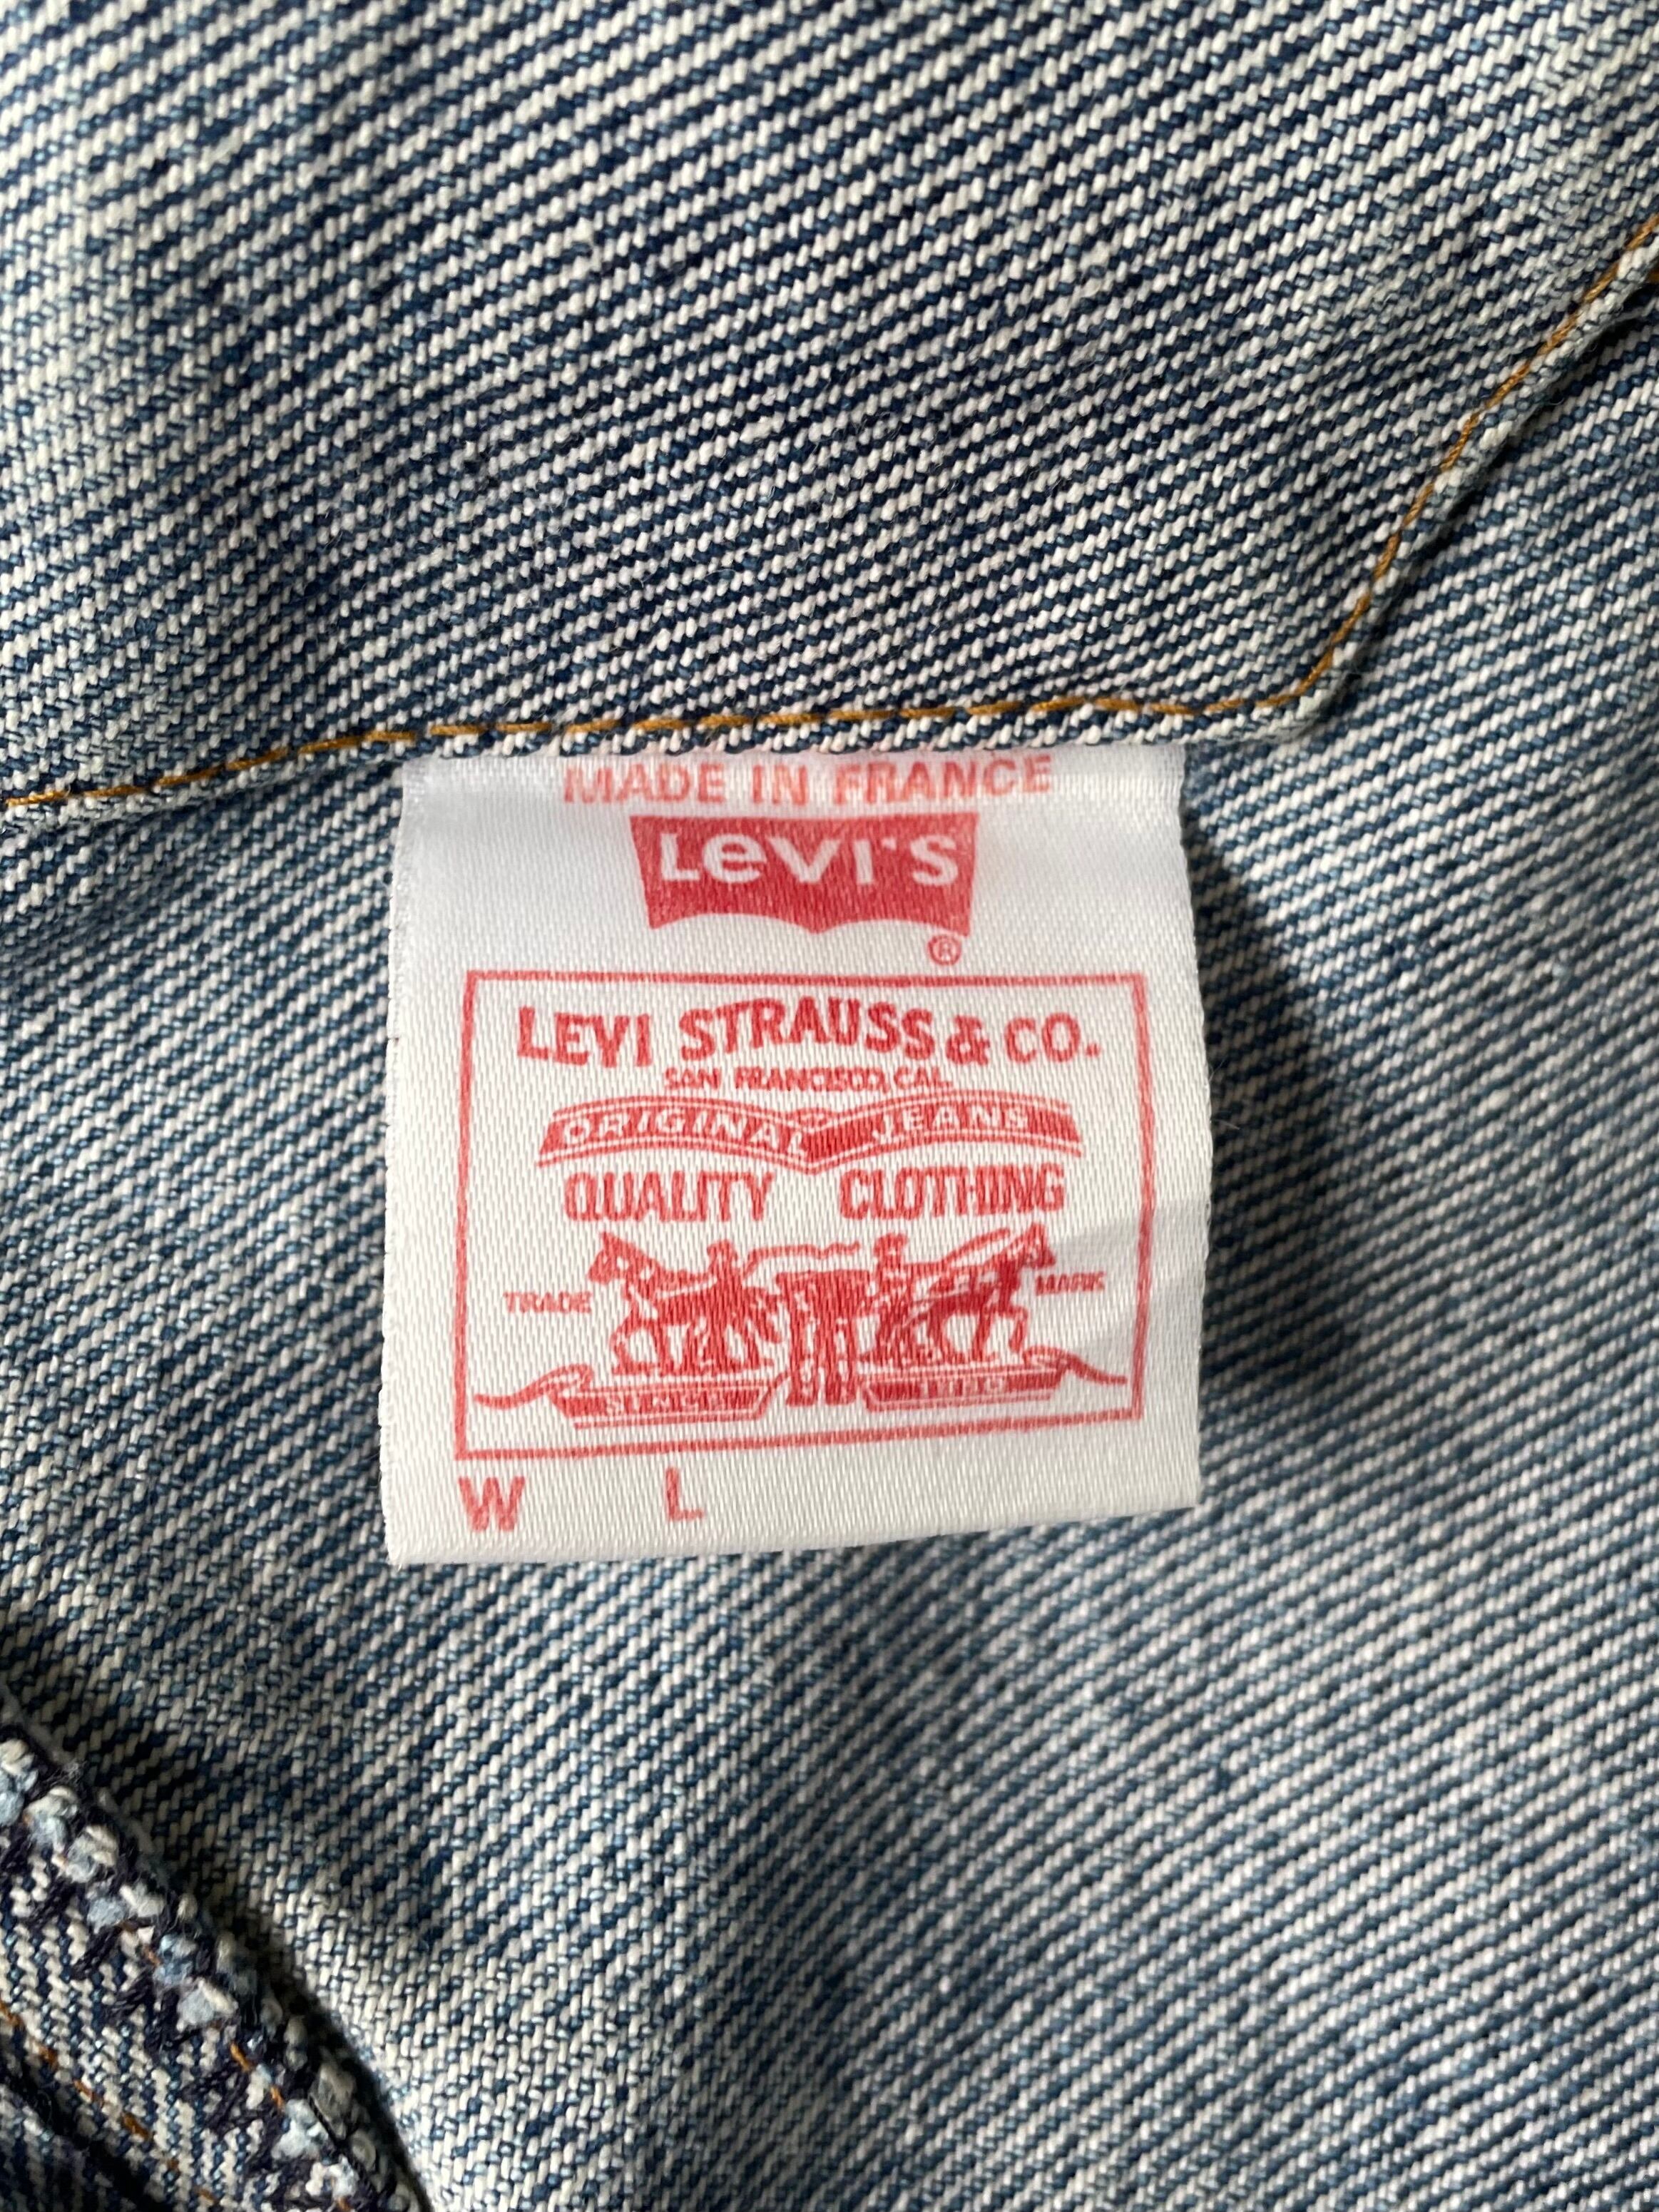 MADE IN FRANCE
LEVI'S
®
LEVI STRAUSS & CO.
SAN FRANCISCO, CAL.
ORIGINAL JEANS
QUALITY CLOTHING
TRADE MARK
W L